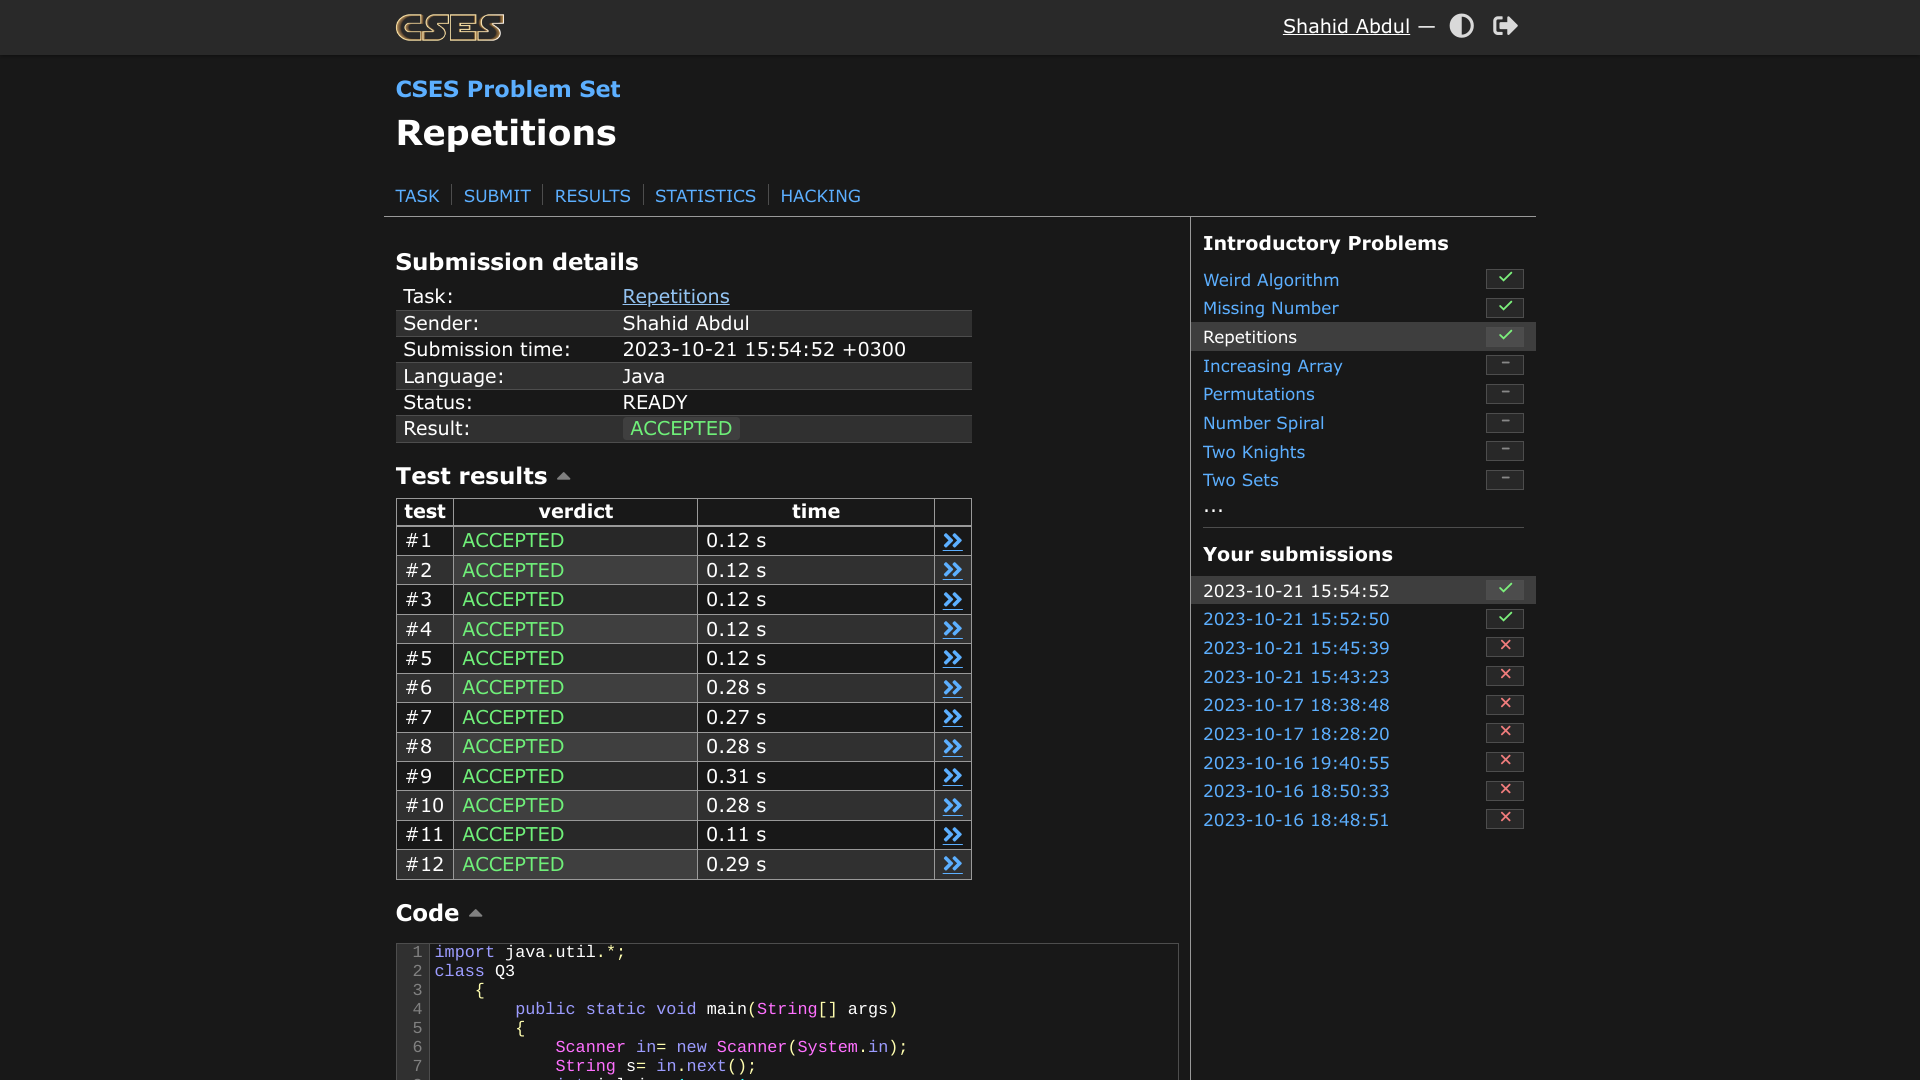 CSES
Shahid Abdul —
CSES Problem Set
Repetitions
TASK
SUBMIT
RESULTS
STATISTICS
HACKING
Submission details
Task: Repetitions
Sender: Shahid Abdul
Submission time: 2023-10-21 15:54:52 +0300
Language: Java
Status: READY
Result: ACCEPTED
Test results
test verdict time
#1 ACCEPTED 0.12 s
#2 ACCEPTED 0.12 s
#3 ACCEPTED 0.12 s
#4 ACCEPTED 0.12 s
#5 ACCEPTED 0.12 s
#6 ACCEPTED 0.28 s
#7 ACCEPTED 0.27 s
#8 ACCEPTED 0.28 s
#9 ACCEPTED 0.31 s
#10 ACCEPTED 0.28 s
#11 ACCEPTED 0.11 s
#12 ACCEPTED 0.29 s
Code
1 import java.util.*;
2 class Q3
3 {
4 public static void main(String[] args)
5 {
6 Scanner in= new Scanner(System.in);
7 String s= in.next();
Introductory Problems
Weird Algorithm
Missing Number
Repetitions
Increasing Array –
Permutations –
Number Spiral –
Two Knights –
Two Sets –
...
Your submissions
2023-10-21 15:54:52
2023-10-21 15:52:50
2023-10-21 15:45:39
2023-10-21 15:43:23
2023-10-17 18:38:48
2023-10-17 18:28:20
2023-10-16 19:40:55
2023-10-16 18:50:33
2023-10-16 18:48:51